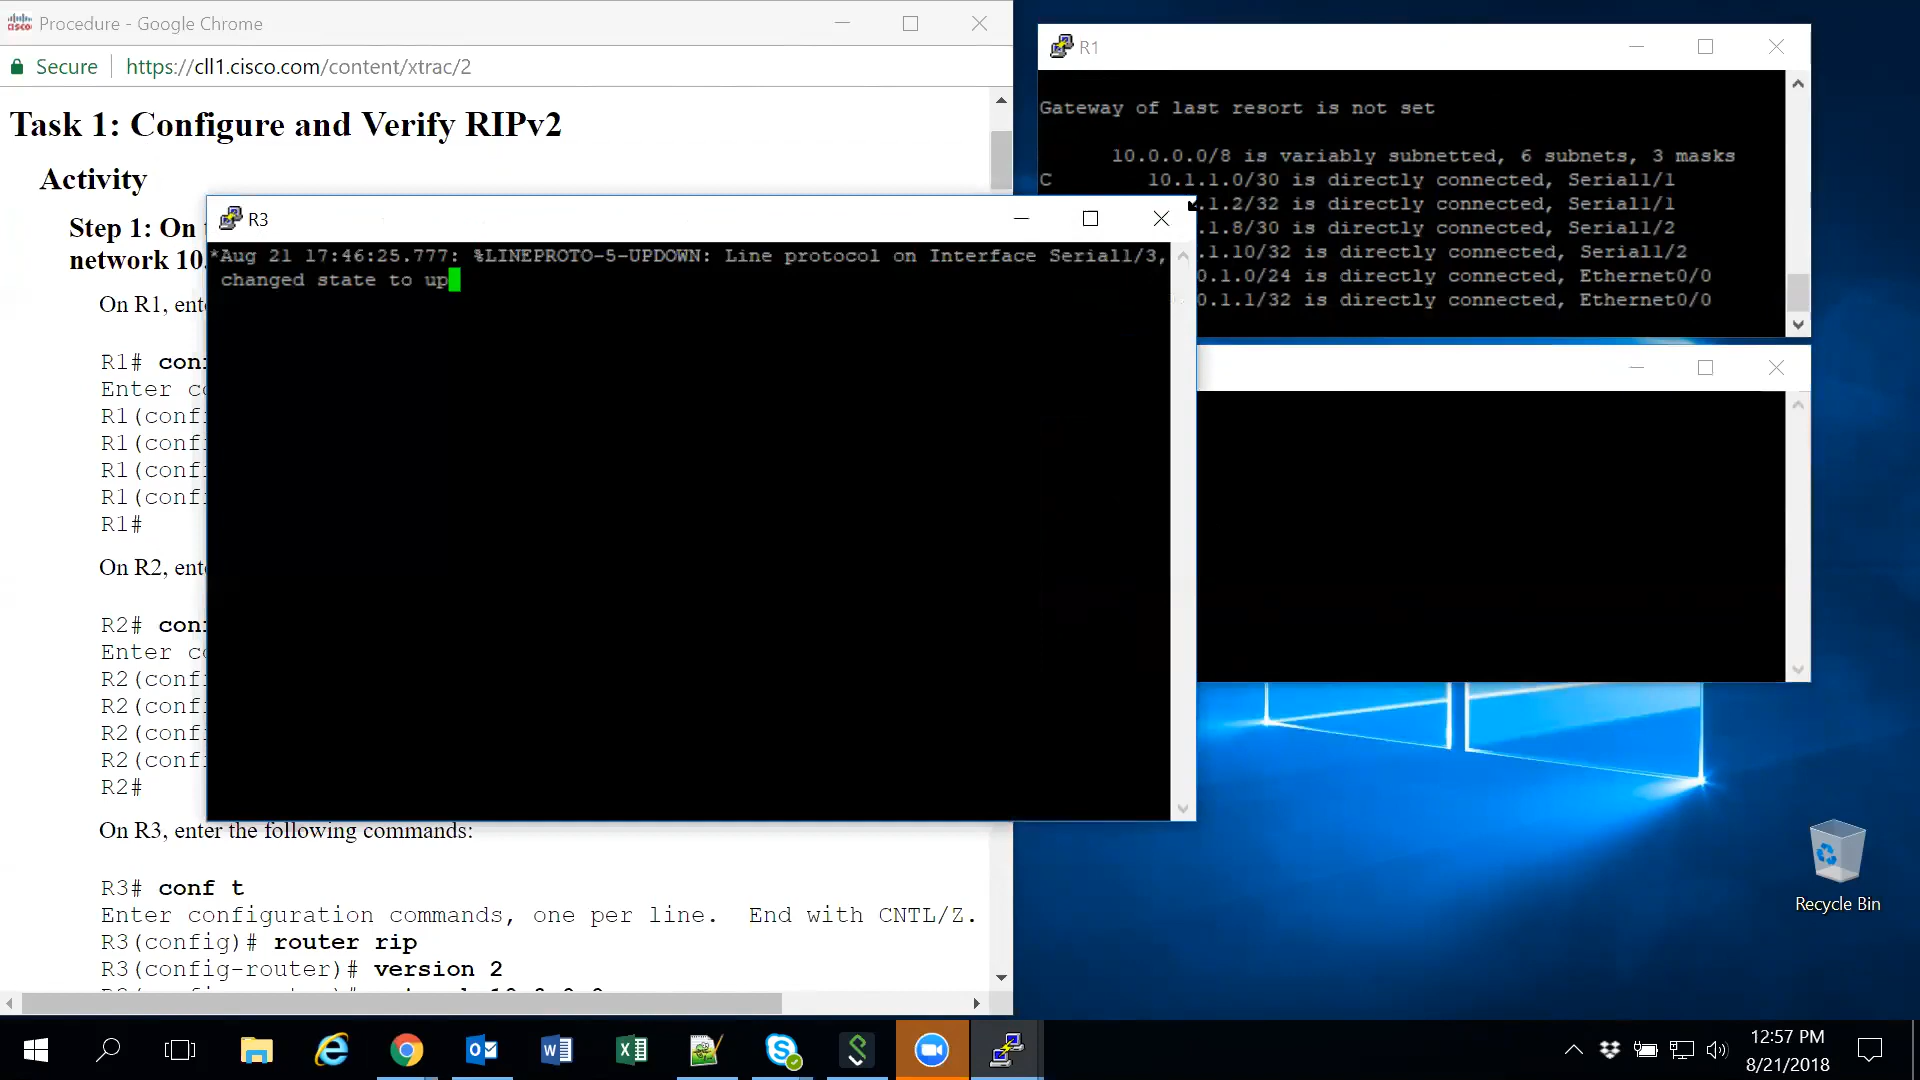 Procedure - Google Chrome
Secure | https://cll1.cisco.com/content/xtrac/2
Task 1: Configure and Verify RIPv2
Activity
Step 1: On
network 10.
On R1, ente
R1# con
Enter co
R1(conf
R1(conf
R1(conf
R1(conf
R1#
On R2, ente
R2# con
Enter co
R2(conf
R2(conf
R2(conf
R2(conf
R2#
On R3, enter the following commands:
R3# conf t
Enter configuration commands, one per line.  End with CNTL/Z.
R3(config)# router rip
R3(config-router)# version 2
R3
*Aug 21 17:46:25.777: %LINEPROTO-5-UPDOWN: Line protocol on Interface Serial1/3,
changed state to up
R1
Gateway of last resort is not set
10.0.0.0/8 is variably subnetted, 6 subnets, 3 masks
C 10.1.1.0/30 is directly connected, Serial1/1
.1.2/32 is directly connected, Serial1/1
.1.8/30 is directly connected, Serial1/2
.1.10/32 is directly connected, Serial1/2
0.1.0/24 is directly connected, Ethernet0/0
0.1.1/32 is directly connected, Ethernet0/0
Recycle Bin
12:57 PM
8/21/2018